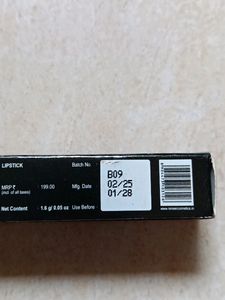 LIPSTICK Batch No. B09
MRP ₹ : 199.00 Mfg. Date 02/25
(incl. of all taxes)
Net Content : 1.6 g/ 0.05 oz Use Before 01/28